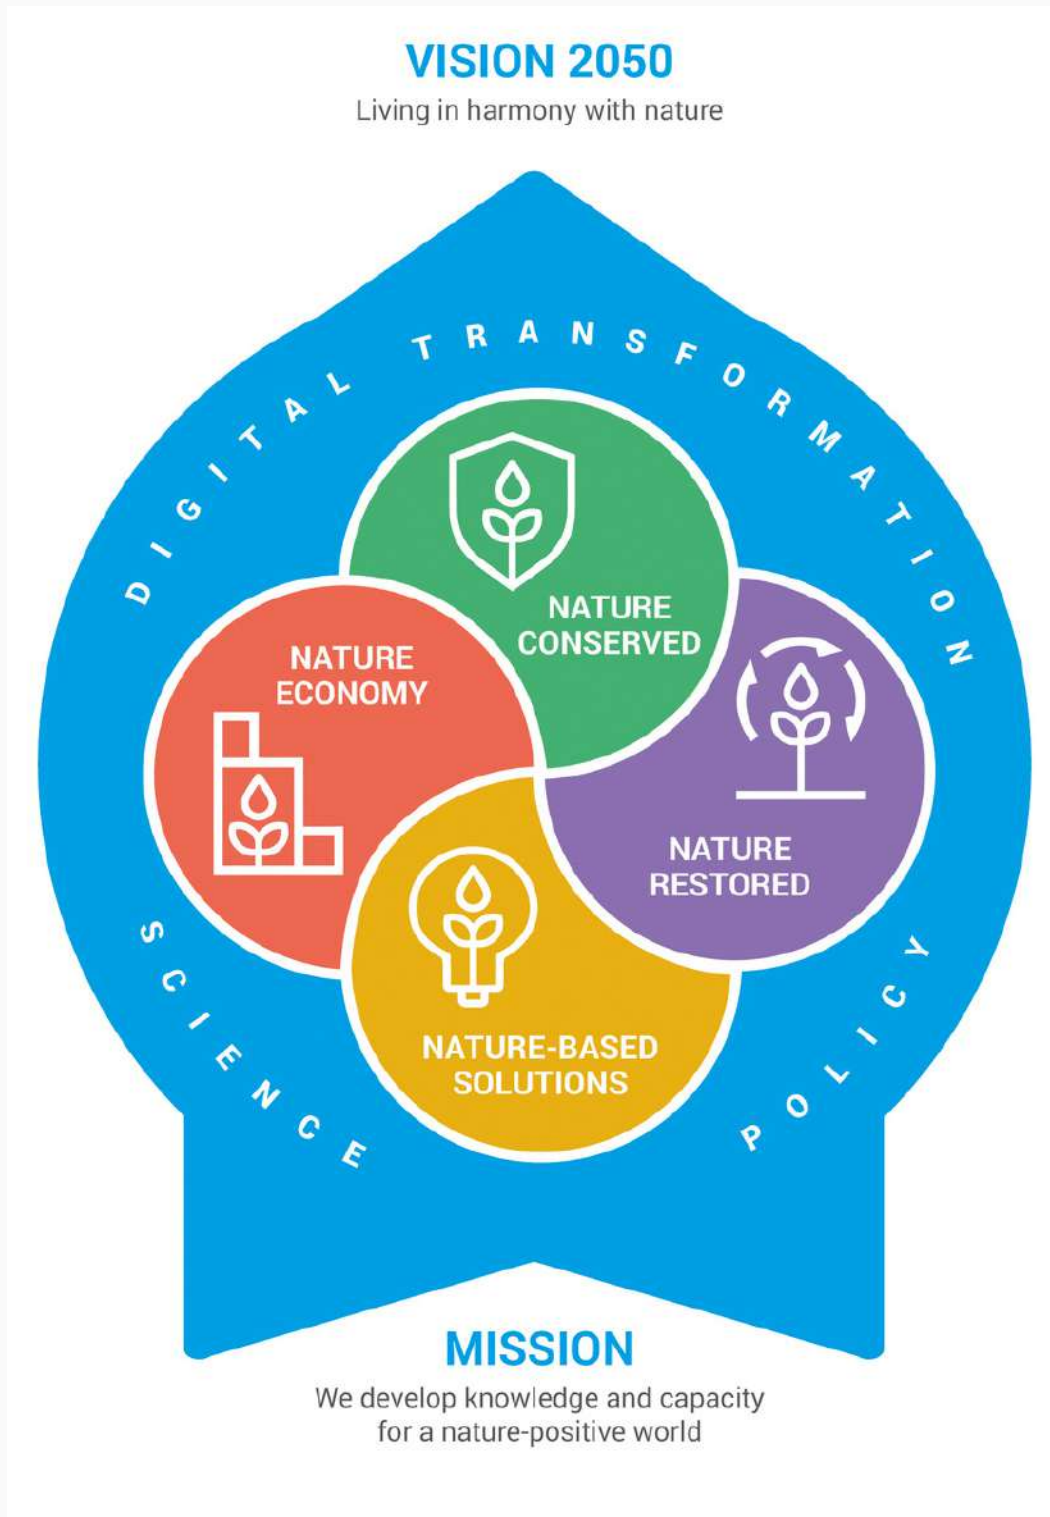 VISION 2050
Living in harmony with nature
DIGITAL TRANSFORMATION
NATURE
CONSERVED
NATURE
ECONOMY
NATURE
RESTORED
NATURE-BASED
SOLUTIONS
SCIENCE
POLICY
MISSION
We develop knowledge and capacity
for a nature-positive world